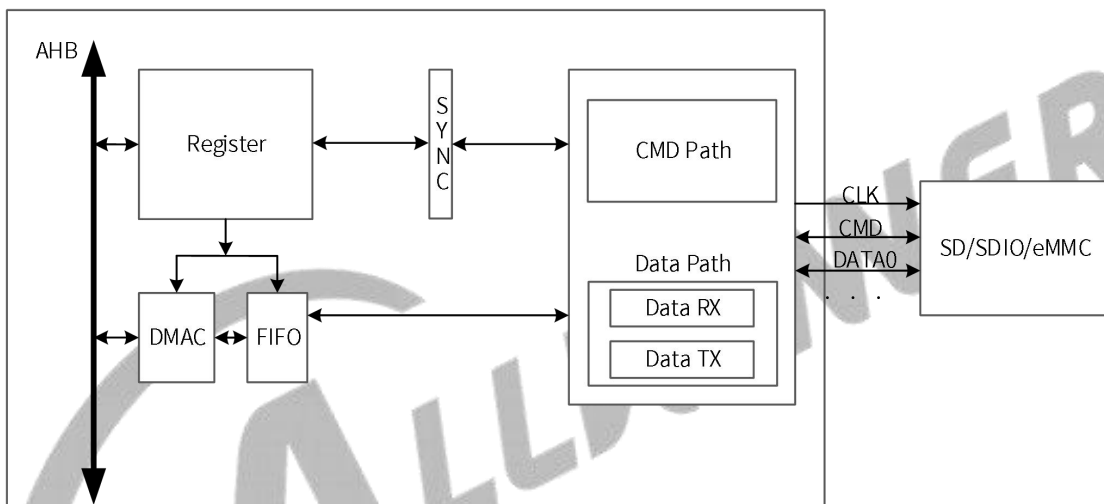 AHB
Register
S
Y
N
C
CMD Path
CLK
CMD
DATA0
. . .
SD/SDIO/eMMC
Data Path
Data RX
Data TX
DMAC
FIFO
ALLWINNER